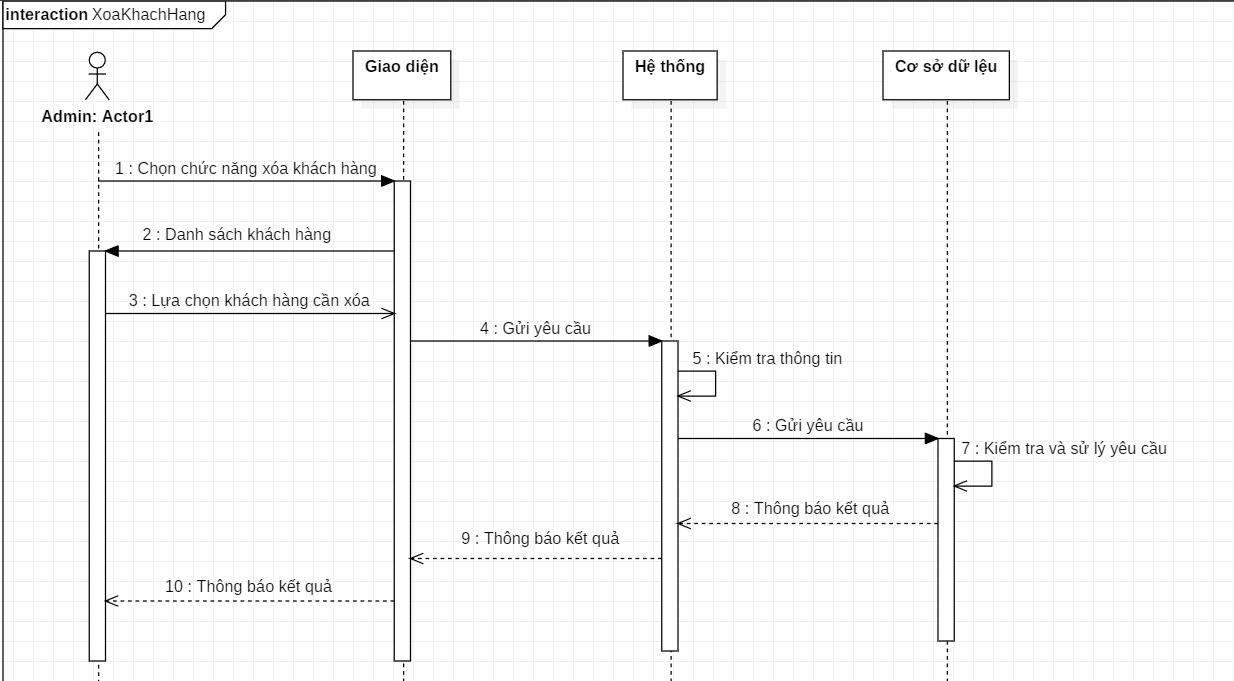 interaction XoaKhachHang
Giao diện
Hệ thống
Cơ sở dữ lệu
Admin: Actor1
1 : Chọn chức năng xóa khách hàng
2 : Danh sách khách hàng
3 : Lựa chọn khách hàng cần xóa
4 : Gửi yêu cầu
5 : Kiểm tra thông tin
6 : Gửi yêu cầu
7 : Kiểm tra và sử lý yêu cầu
8 : Thông báo kết quả
9 : Thông báo kết quả
10 : Thông báo kết quả